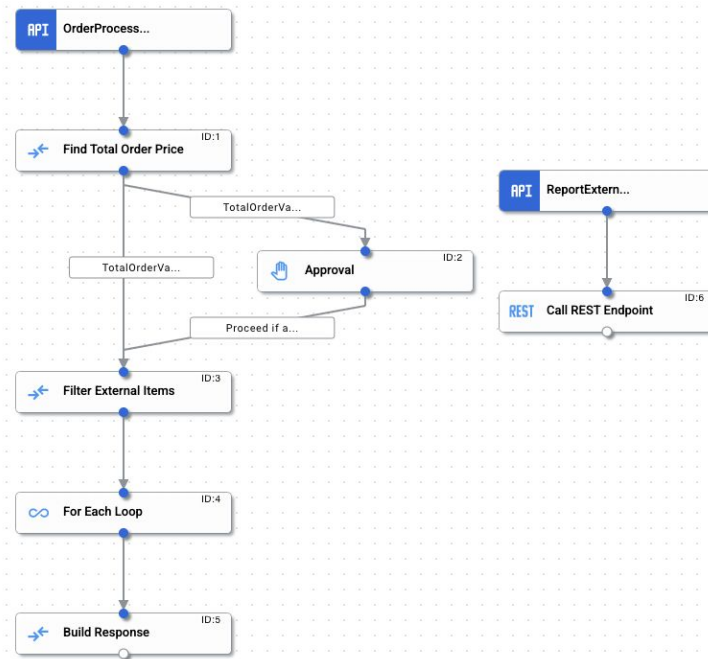 API OrderProcess...
ID:1
Find Total Order Price
TotalOrderVa...
API ReportExtern...
ID:2
Approval
TotalOrderVa...
ID:6
REST Call REST Endpoint
Proceed if a...
ID:3
Filter External Items
ID:4
For Each Loop
ID:5
Build Response